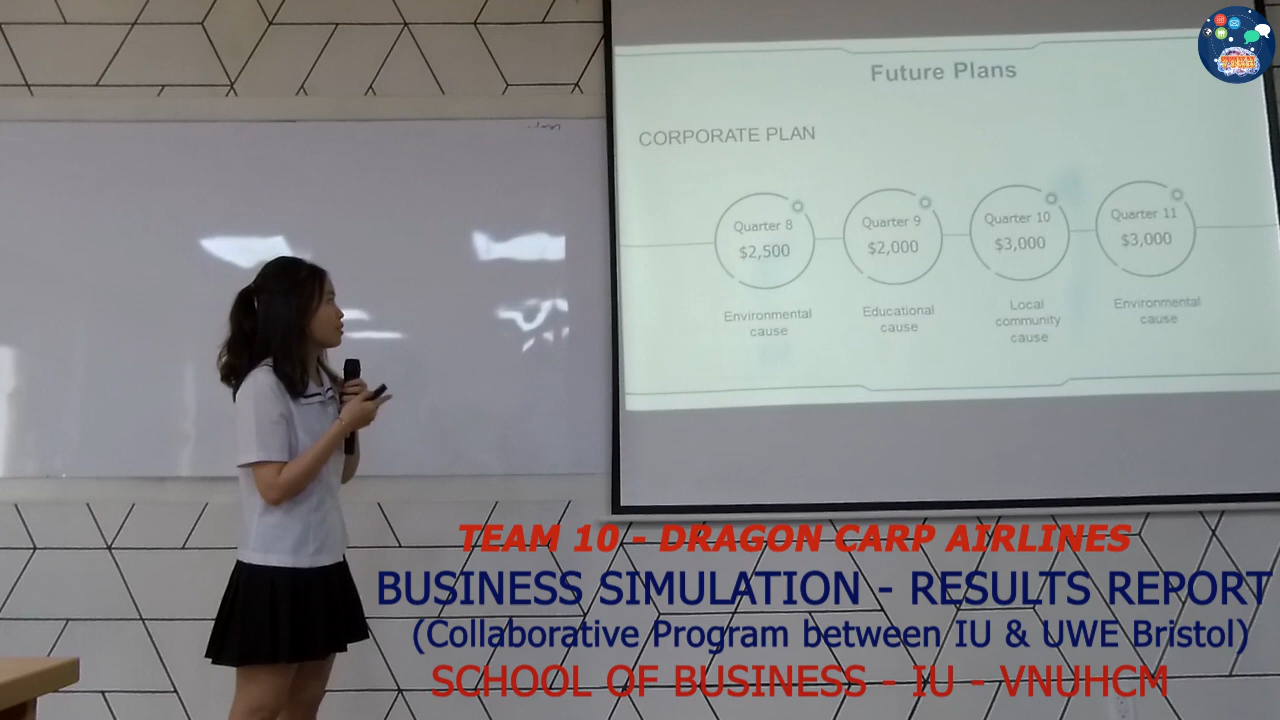 Future Plans
CORPORATE PLAN
Quarter 8
$2,500
Environmental
cause
Quarter 9
$2,000
Educational
cause
Quarter 10
$3,000
Local
community
cause
Quarter 11
$3,000
Environmental
cause
TEAM 10 - DRAGON CARP AIRLINES
BUSINESS SIMULATION - RESULTS REPORT
(Collaborative Program between IU & UWE Bristol)
SCHOOL OF BUSINESS - IU - VNUHCM